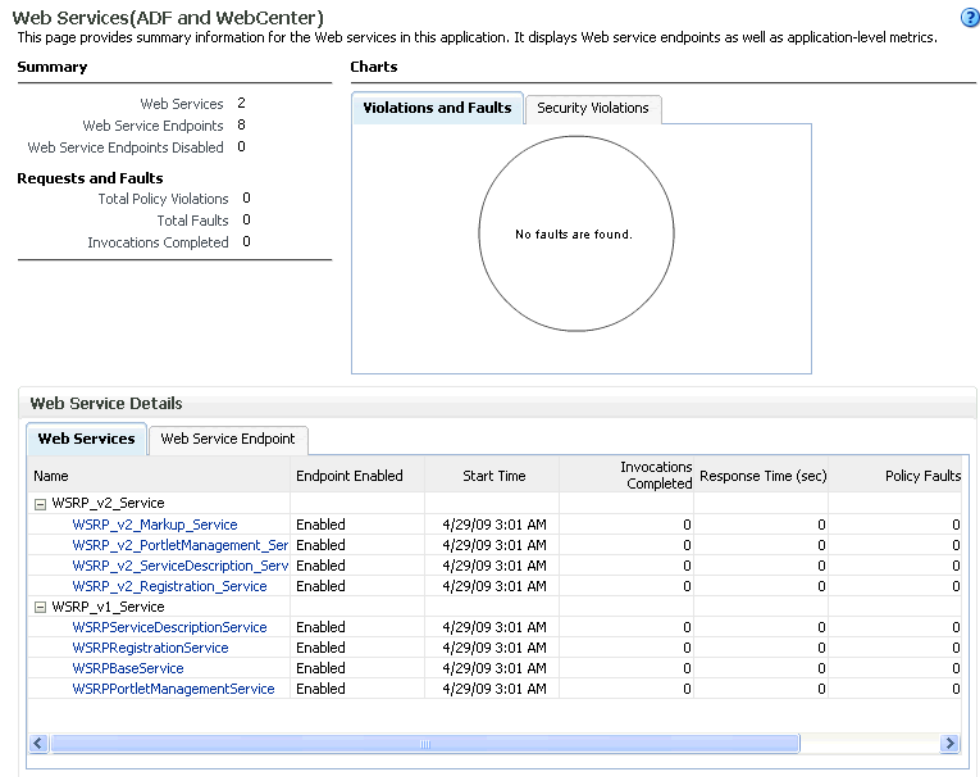 Web Services(ADF and WebCenter)
This page provides summary information for the Web services in this application. It displays Web service endpoints as well as application-level metrics.
Summary
Web Services 2
Web Service Endpoints 8
Web Service Endpoints Disabled 0
Requests and Faults
Total Policy Violations 0
Total Faults 0
Invocations Completed 0
Charts
Violations and Faults Security Violations
No faults are found.
Web Service Details
Web Services Web Service Endpoint
Name Endpoint Enabled Start Time Invocations Completed Response Time (sec) Policy Faults
WSRP_v2_Service
WSRP_v2_Markup_Service Enabled 4/29/09 3:01 AM 0 0 0
WSRP_v2_PortletManagement_Ser Enabled 4/29/09 3:01 AM 0 0 0
WSRP_v2_ServiceDescription_Serv Enabled 4/29/09 3:01 AM 0 0 0
WSRP_v2_Registration_Service Enabled 4/29/09 3:01 AM 0 0 0
WSRP_v1_Service
WSRPServiceDescriptionService Enabled 4/29/09 3:01 AM 0 0 0
WSRPRegistrationService Enabled 4/29/09 3:01 AM 0 0 0
WSRPBaseService Enabled 4/29/09 3:01 AM 0 0 0
WSRPPortletManagementService Enabled 4/29/09 3:01 AM 0 0 0